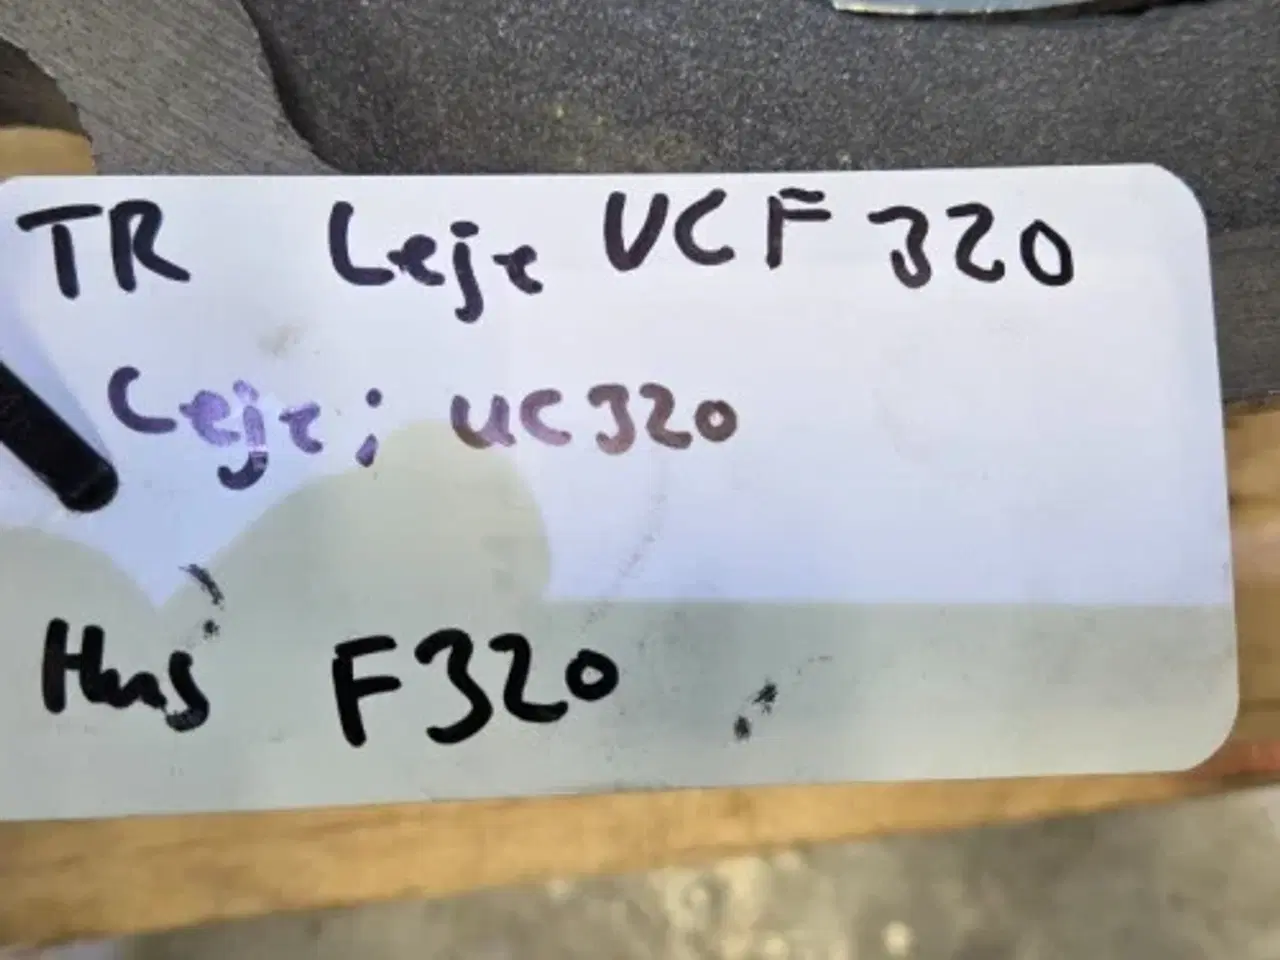 TR Leje UCF 320
Leje; UC320
Hus F320